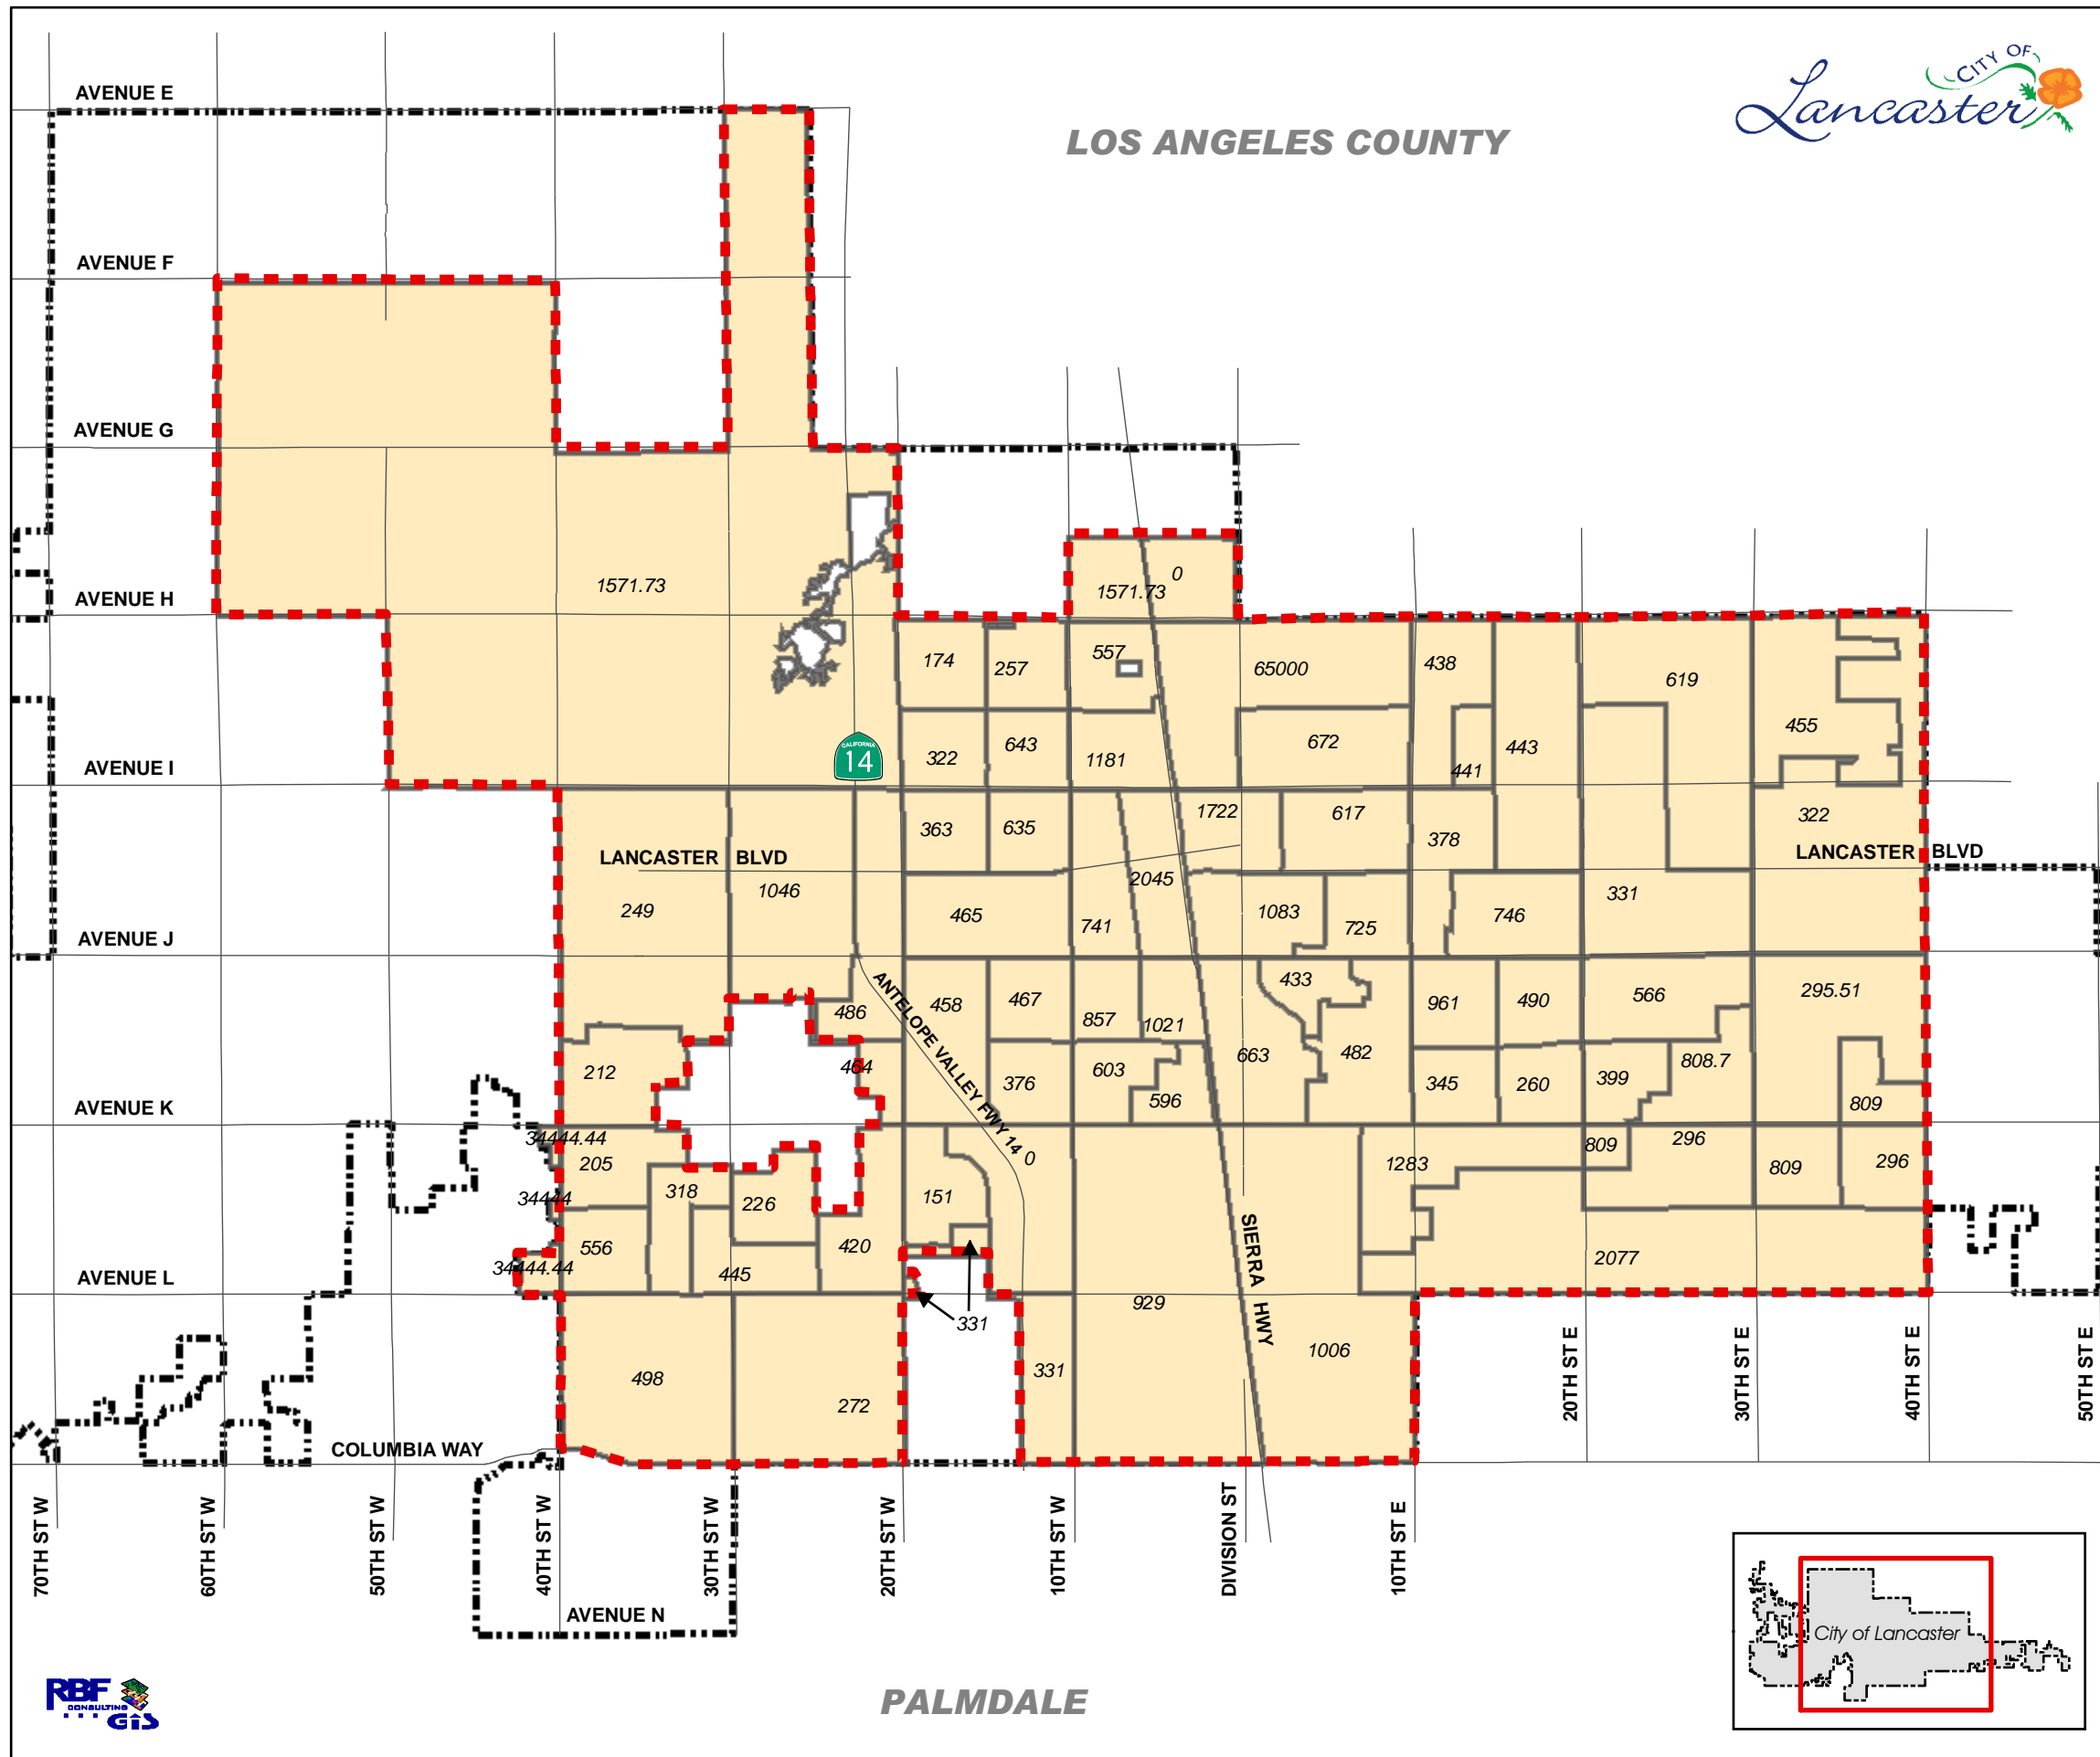 AVENUE E
CITY OF
Lancaster
LOS ANGELES COUNTY
AVENUE F
AVENUE G
1571.73
0
1571.73
AVENUE H
174
257
557
65000
438
619
455
322
643
1181
672
441
443
CALIFORNIA
14
AVENUE I
363
635
1722
617
378
322
LANCASTER BLVD
LANCASTER BLVD
249
1046
465
2045
741
1083
725
746
331
AVENUE J
ANTELOPE VALLEY FWY 14
486
458
467
857
1021
433
961
490
566
295.51
212
464
376
603
596
663
482
345
260
399
808.7
809
AVENUE K
34444.44
205
0
1283
809
296
809
296
34444
318
226
151
556
445
420
SIERRA HWY
2077
34444.44
AVENUE L
331
929
1006
498
272
331
COLUMBIA WAY
70TH ST W
60TH ST W
50TH ST W
40TH ST W
30TH ST W
20TH ST W
10TH ST W
DIVISION ST
10TH ST E
20TH ST E
30TH ST E
40TH ST E
50TH ST E
AVENUE N
City of Lancaster
RBF
CONSULTING
GIS
PALMDALE